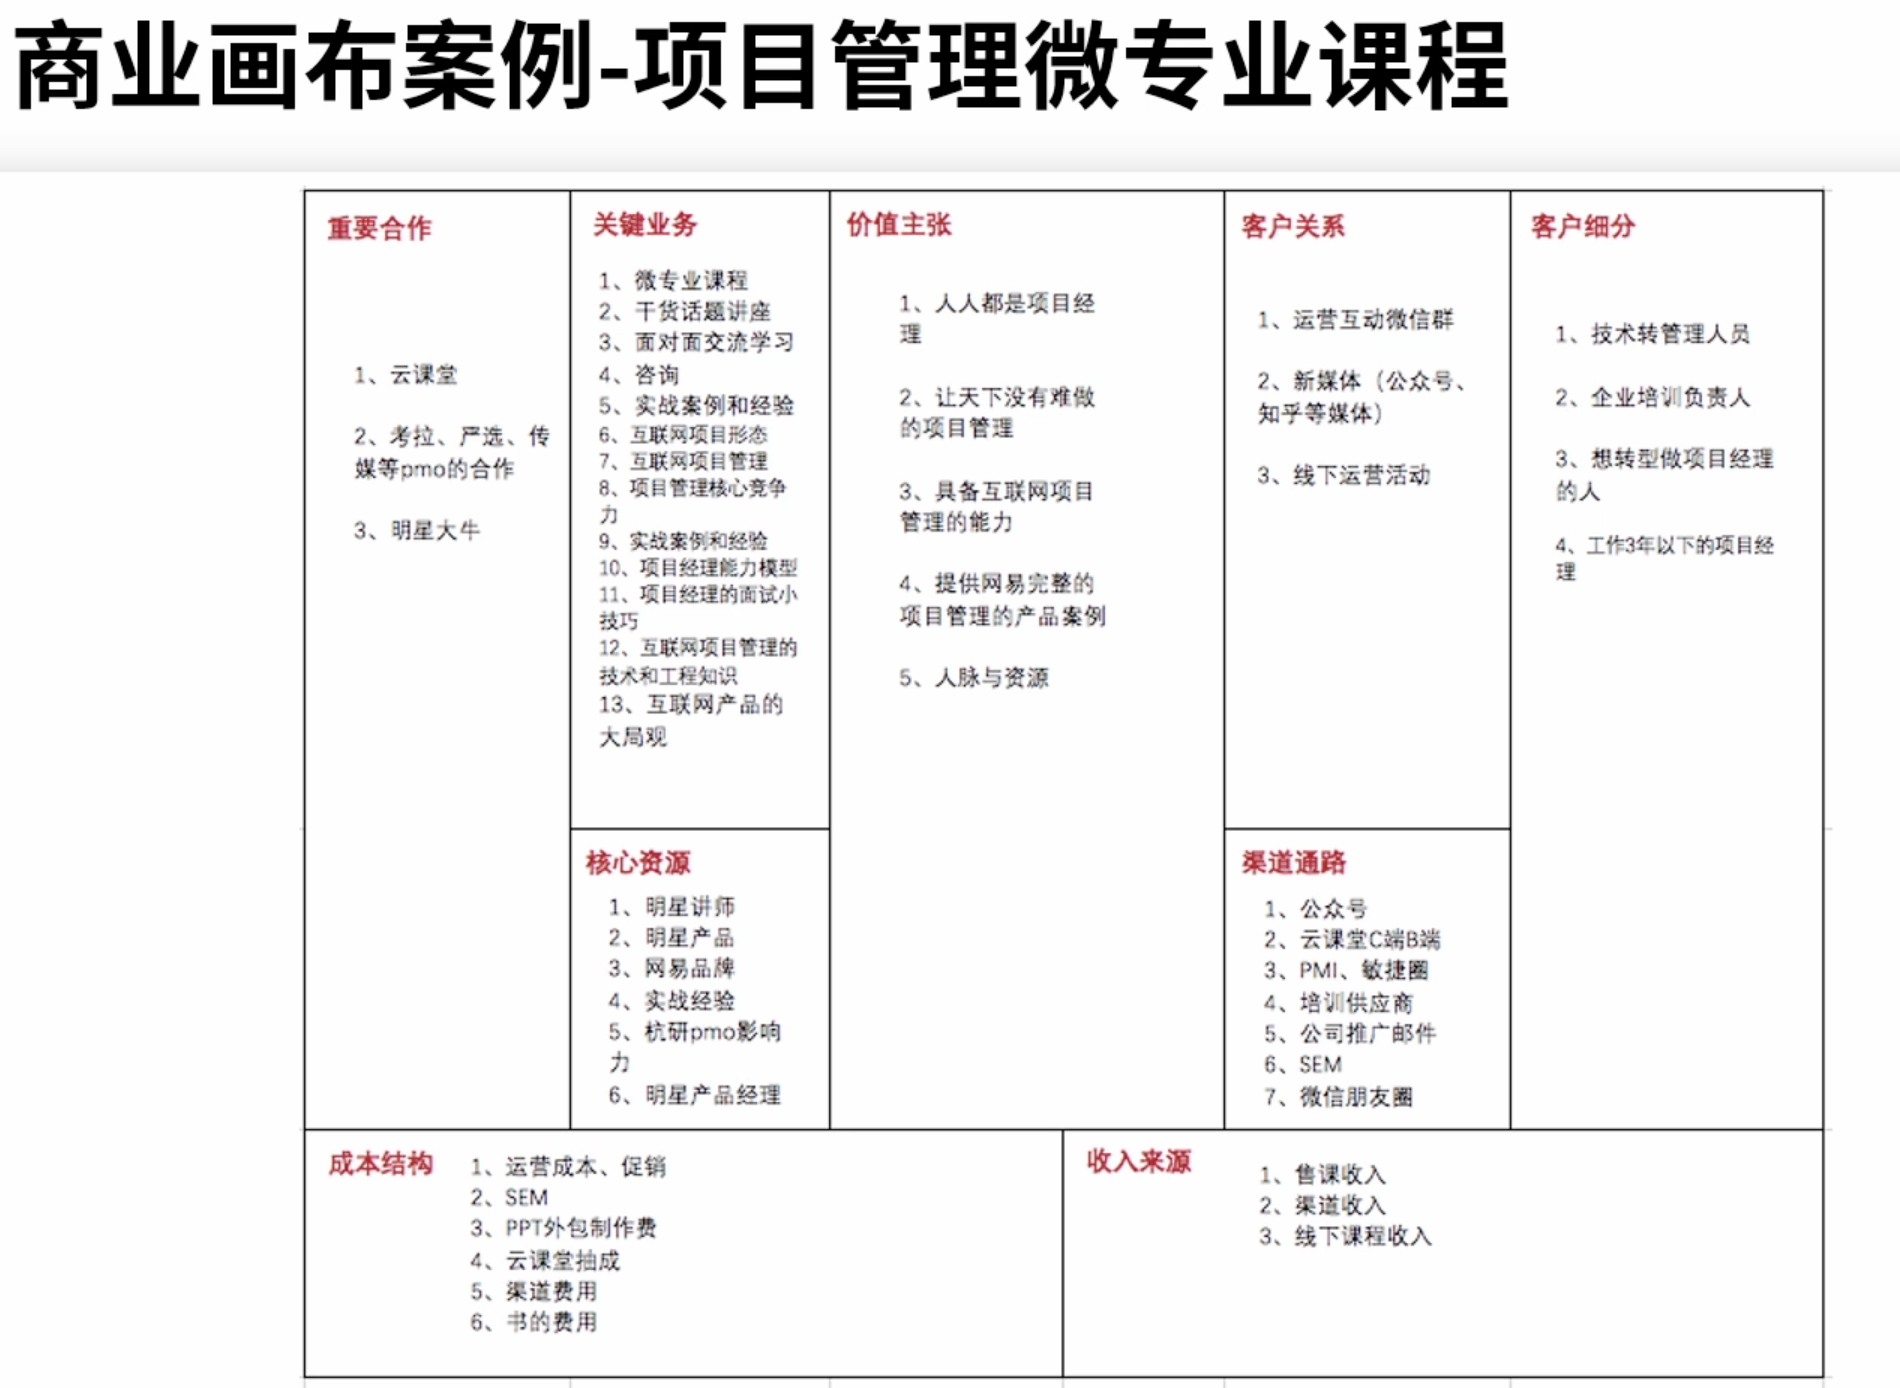 商业画布案例-项目管理微专业课程
重要合作
1、云课堂
2、考拉、严选、传
媒等pmo的合作
3、明星大牛
关键业务
1、微专业课程
2、干货话题讲座
3、面对面交流学习
4、咨询
5、实战案例和经验
6、互联网项目形态
7、互联网项目管理
8、项目管理核心竞争
力
9、实战案例和经验
10、项目经理能力模型
11、项目经理的面试小
技巧
12、互联网项目管理的
技术和工程知识
13、互联网产品的
大局观
核心资源
1、明星讲师
2、明星产品
3、网易品牌
4、实战经验
5、杭研pmo影响
力
6、明星产品经理
价值主张
1、人人都是项目经
理
2、让天下没有难做
的项目管理
3、具备互联网项目
管理的能力
4、提供网易完整的
项目管理的产品案例
5、人脉与资源
客户关系
1、运营互动微信群
2、新媒体（公众号、
知乎等媒体）
3、线下运营活动
渠道通路
1、公众号
2、云课堂C端B端
3、PMI、敏捷圈
4、培训供应商
5、公司推广邮件
6、SEM
7、微信朋友圈
客户细分
1、技术转管理人员
2、企业培训负责人
3、想转型做项目经理
的人
4、工作3年以下的项目经
理
成本结构
1、运营成本、促销
2、SEM
3、PPT外包制作费
4、云课堂抽成
5、渠道费用
6、书的费用
收入来源
1、售课收入
2、渠道收入
3、线下课程收入